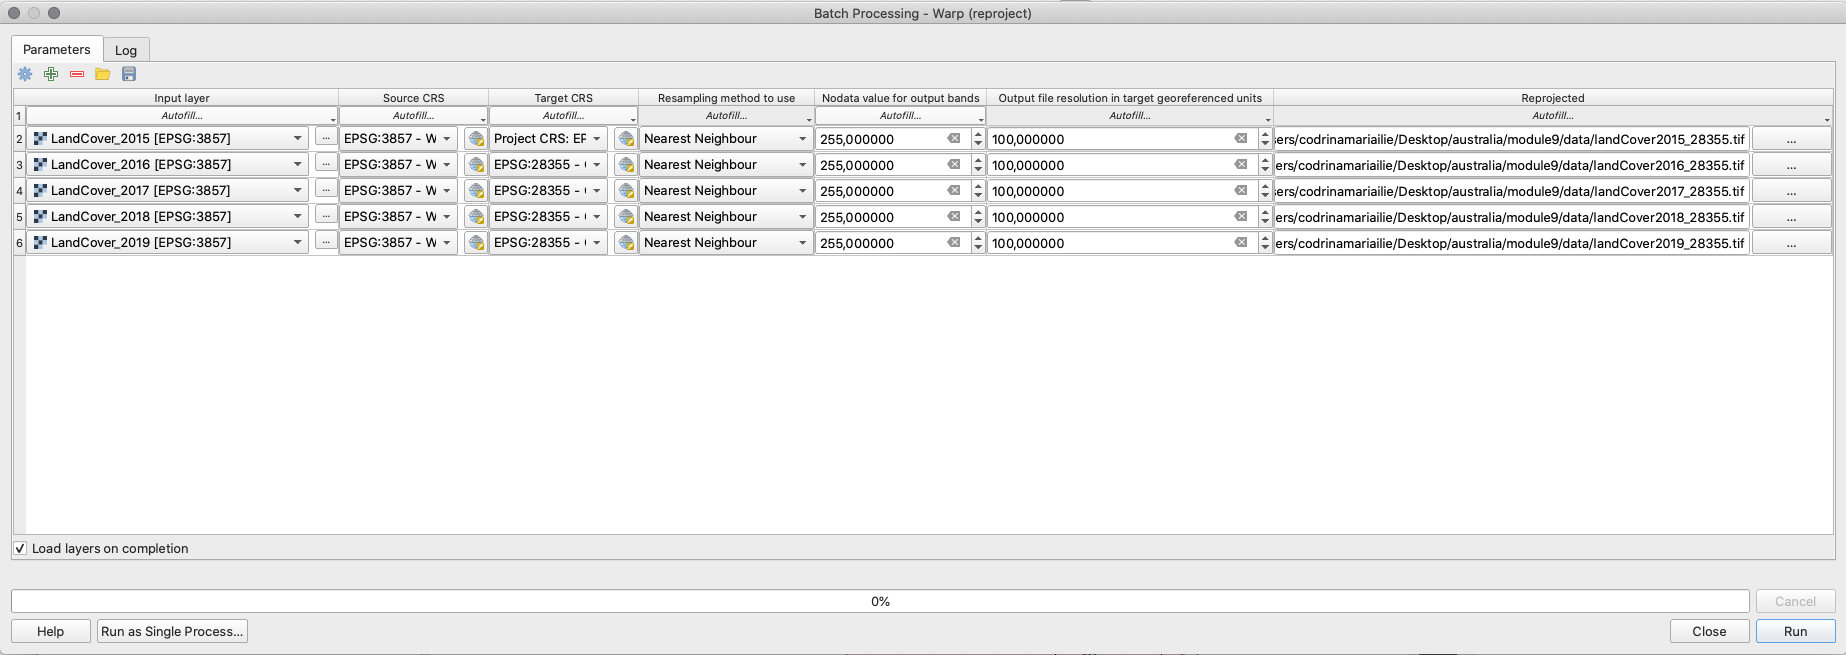 Batch Processing - Warp (reproject)
Parameters Log
Input layer Source CRS Target CRS Resampling method to use Nodata value for output bands Output file resolution in target georeferenced units Reprojected
1 Autofill... Autofill... Autofill... Autofill... Autofill... Autofill... Autofill...
2 LandCover_2015 [EPSG:3857] ... EPSG:3857 - W Project CRS: EF Nearest Neighbour 255,000000 100,000000 ers/codrinamariailie/Desktop/australia/module9/data/landCover2015_28355.tif ...
3 LandCover_2016 [EPSG:3857] ... EPSG:3857 - W EPSG:28355 - Nearest Neighbour 255,000000 100,000000 ers/codrinamariailie/Desktop/australia/module9/data/landCover2016_28355.tif ...
4 LandCover_2017 [EPSG:3857] ... EPSG:3857 - W EPSG:28355 - Nearest Neighbour 255,000000 100,000000 ers/codrinamariailie/Desktop/australia/module9/data/landCover2017_28355.tif ...
5 LandCover_2018 [EPSG:3857] ... EPSG:3857 - W EPSG:28355 - Nearest Neighbour 255,000000 100,000000 ers/codrinamariailie/Desktop/australia/module9/data/landCover2018_28355.tif ...
6 LandCover_2019 [EPSG:3857] ... EPSG:3857 - W EPSG:28355 - Nearest Neighbour 255,000000 100,000000 ers/codrinamariailie/Desktop/australia/module9/data/landCover2019_28355.tif ...
Load layers on completion
0% Cancel
Help Run as Single Process... Close Run